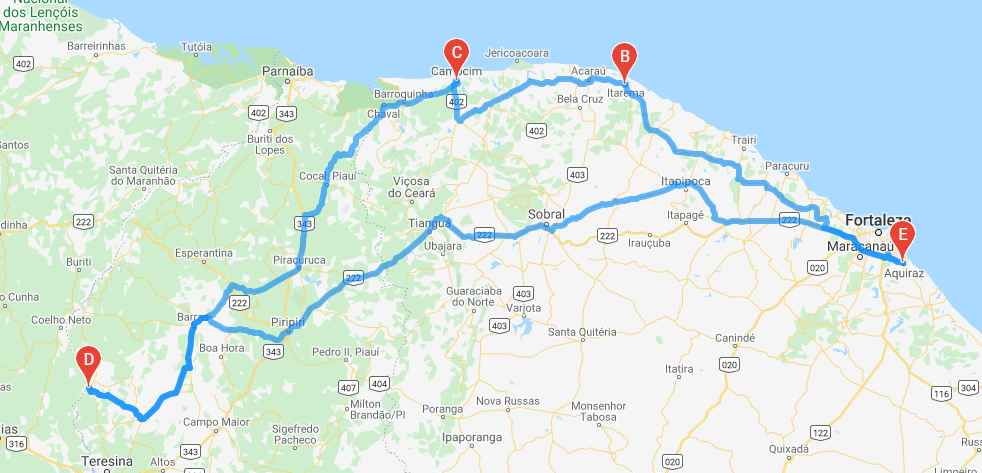 Nacional
dos Lençóis
Maranhenses
Barreirinhas
Tutóia
402
Parnaíba
402
343
Buriti dos
Lopes
C
Camocim
Jericoacoara
B
Acaraú
Itarema
Barroquinha
402
Chaval
Bela Cruz
402
Trairi
Paracuru
Santa Quitéria
do Maranhão
Cocal, Piauí
Viçosa
do Ceará
403
Itapipoca
222
343
Tianguá
Sobral
Itapagé
222
Fortaleza
E
222
222
Irauçuba
Maracanaú
Ubajara
Buriti
Esperantina
Piracuruca
020
Aquiraz
222
Guaraciaba
do Norte
403
Varjota
222
403
Coelho Neto
Barras
Piripiri
Santa Quitéria
Canindé
Boa Hora
343
Pedro II, Piauí
D
Itatira
020
407
404
116
304
Milton
Brandão/PI
Poranga
Nova Russas
Monsenhor
Tabosa
Campo Maior
Sigefredo
Pacheco
122
316
343
Ipaporanga
Quixadá
Teresina
Altos
020